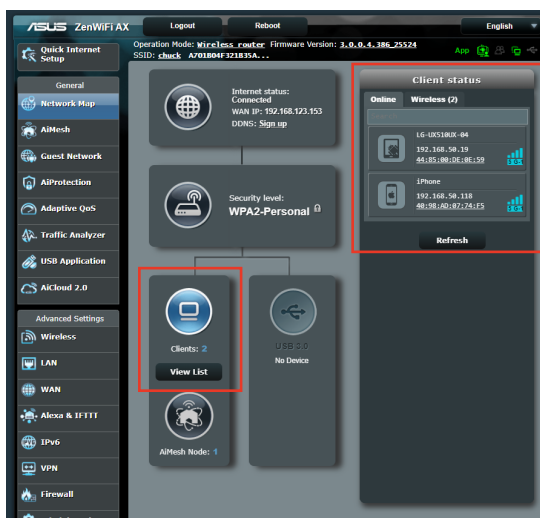 ASUS ZenWiFi AX Logout Reboot English
Quick Internet Setup
Operation Mode: Wireless router Firmware Version: 3.0.0.4.386_25524
SSID: chuck A701B04F321B35A... App
General
Network Map
AiMesh
Guest Network
AiProtection
Adaptive QoS
Traffic Analyzer
USB Application
AiCloud 2.0
Advanced Settings
Wireless
LAN
WAN
Alexa & IFTTT
IPv6
VPN
Firewall
Internet status:
Connected
WAN IP: 192.168.123.153
DDNS: Sign up
Security level:
WPA2-Personal
Clients: 2
View List
USB 2.0
No Device
AiMesh Node: 1
Client status
Online Wireless (2)
LG-UX510UX-04
192.168.50.19
44:85:00:DE:0E:59
iPhone
192.168.50.118
40:98:AD:07:74:F5
Refresh